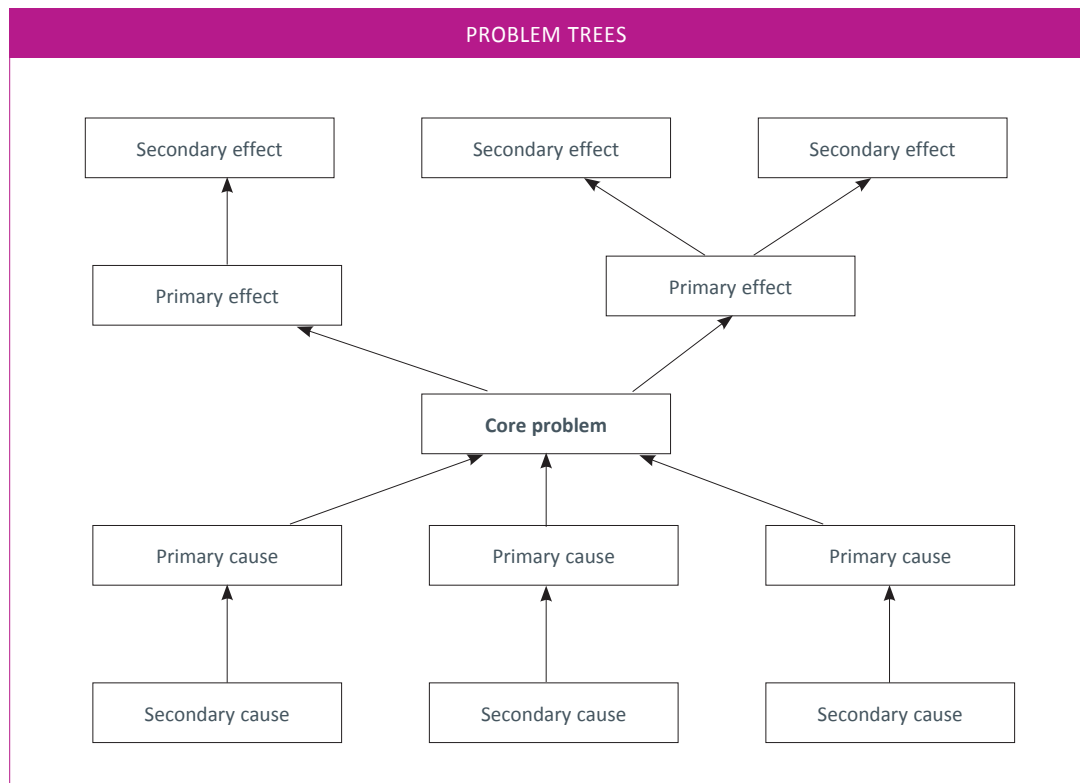 PROBLEM TREES
Secondary effect
Secondary effect
Secondary effect
Primary effect
Primary effect
Core problem
Primary cause
Primary cause
Primary cause
Secondary cause
Secondary cause
Secondary cause